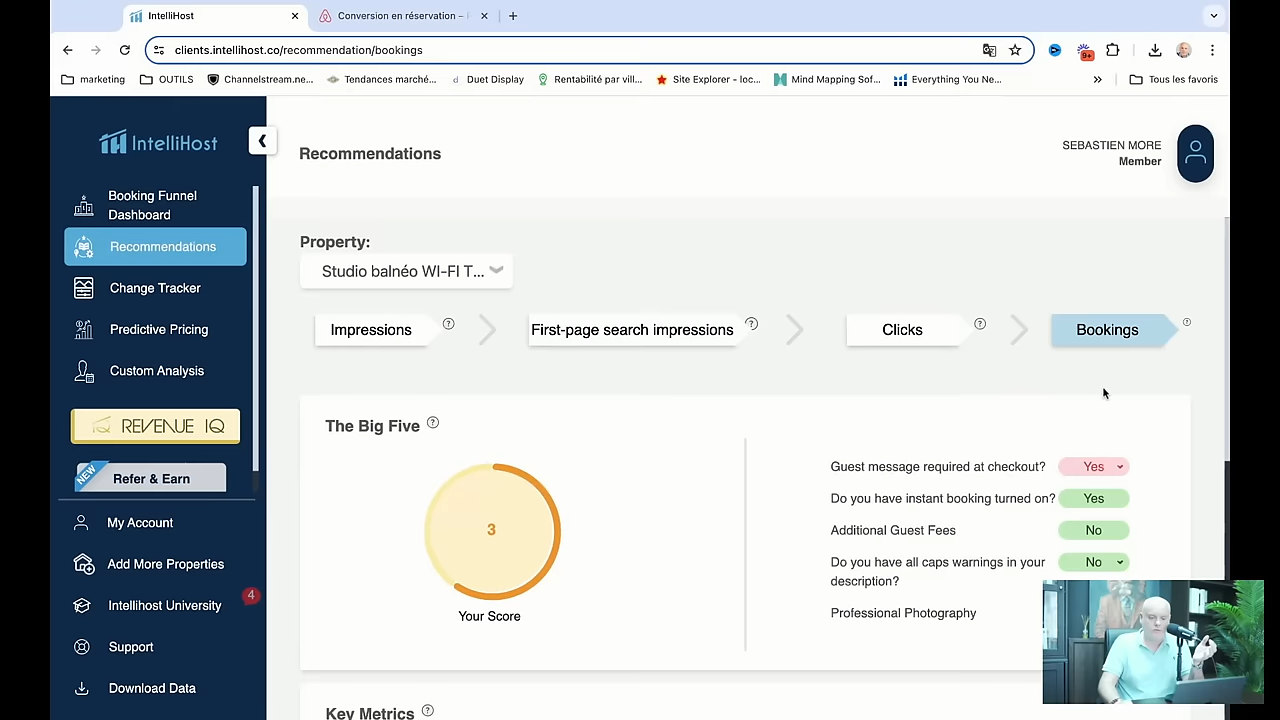 IntelliHost
Conversion en réservation –
clients.intellihost.co/recommendation/bookings
9+
marketing
OUTILS
Channelstream.ne...
Tendances marché...
Duet Display
Rentabilité par vill...
Site Explorer - loc...
Mind Mapping Sof...
Everything You Ne...
Tous les favoris
IntelliHost
Recommendations
SEBASTIEN MORE
Member
Booking Funnel
Dashboard
Recommendations
Change Tracker
Predictive Pricing
Custom Analysis
REVENUE IQ
NEW
Refer & Earn
My Account
Add More Properties
4
Intellihost University
Support
Download Data
Property:
Studio balnéo WI-FI T...
Impressions
First-page search impressions
Clicks
Bookings
The Big Five
3
Your Score
Guest message required at checkout? Yes
Do you have instant booking turned on? Yes
Additional Guest Fees No
Do you have all caps warnings in your No
description?
Professional Photography
Key Metrics